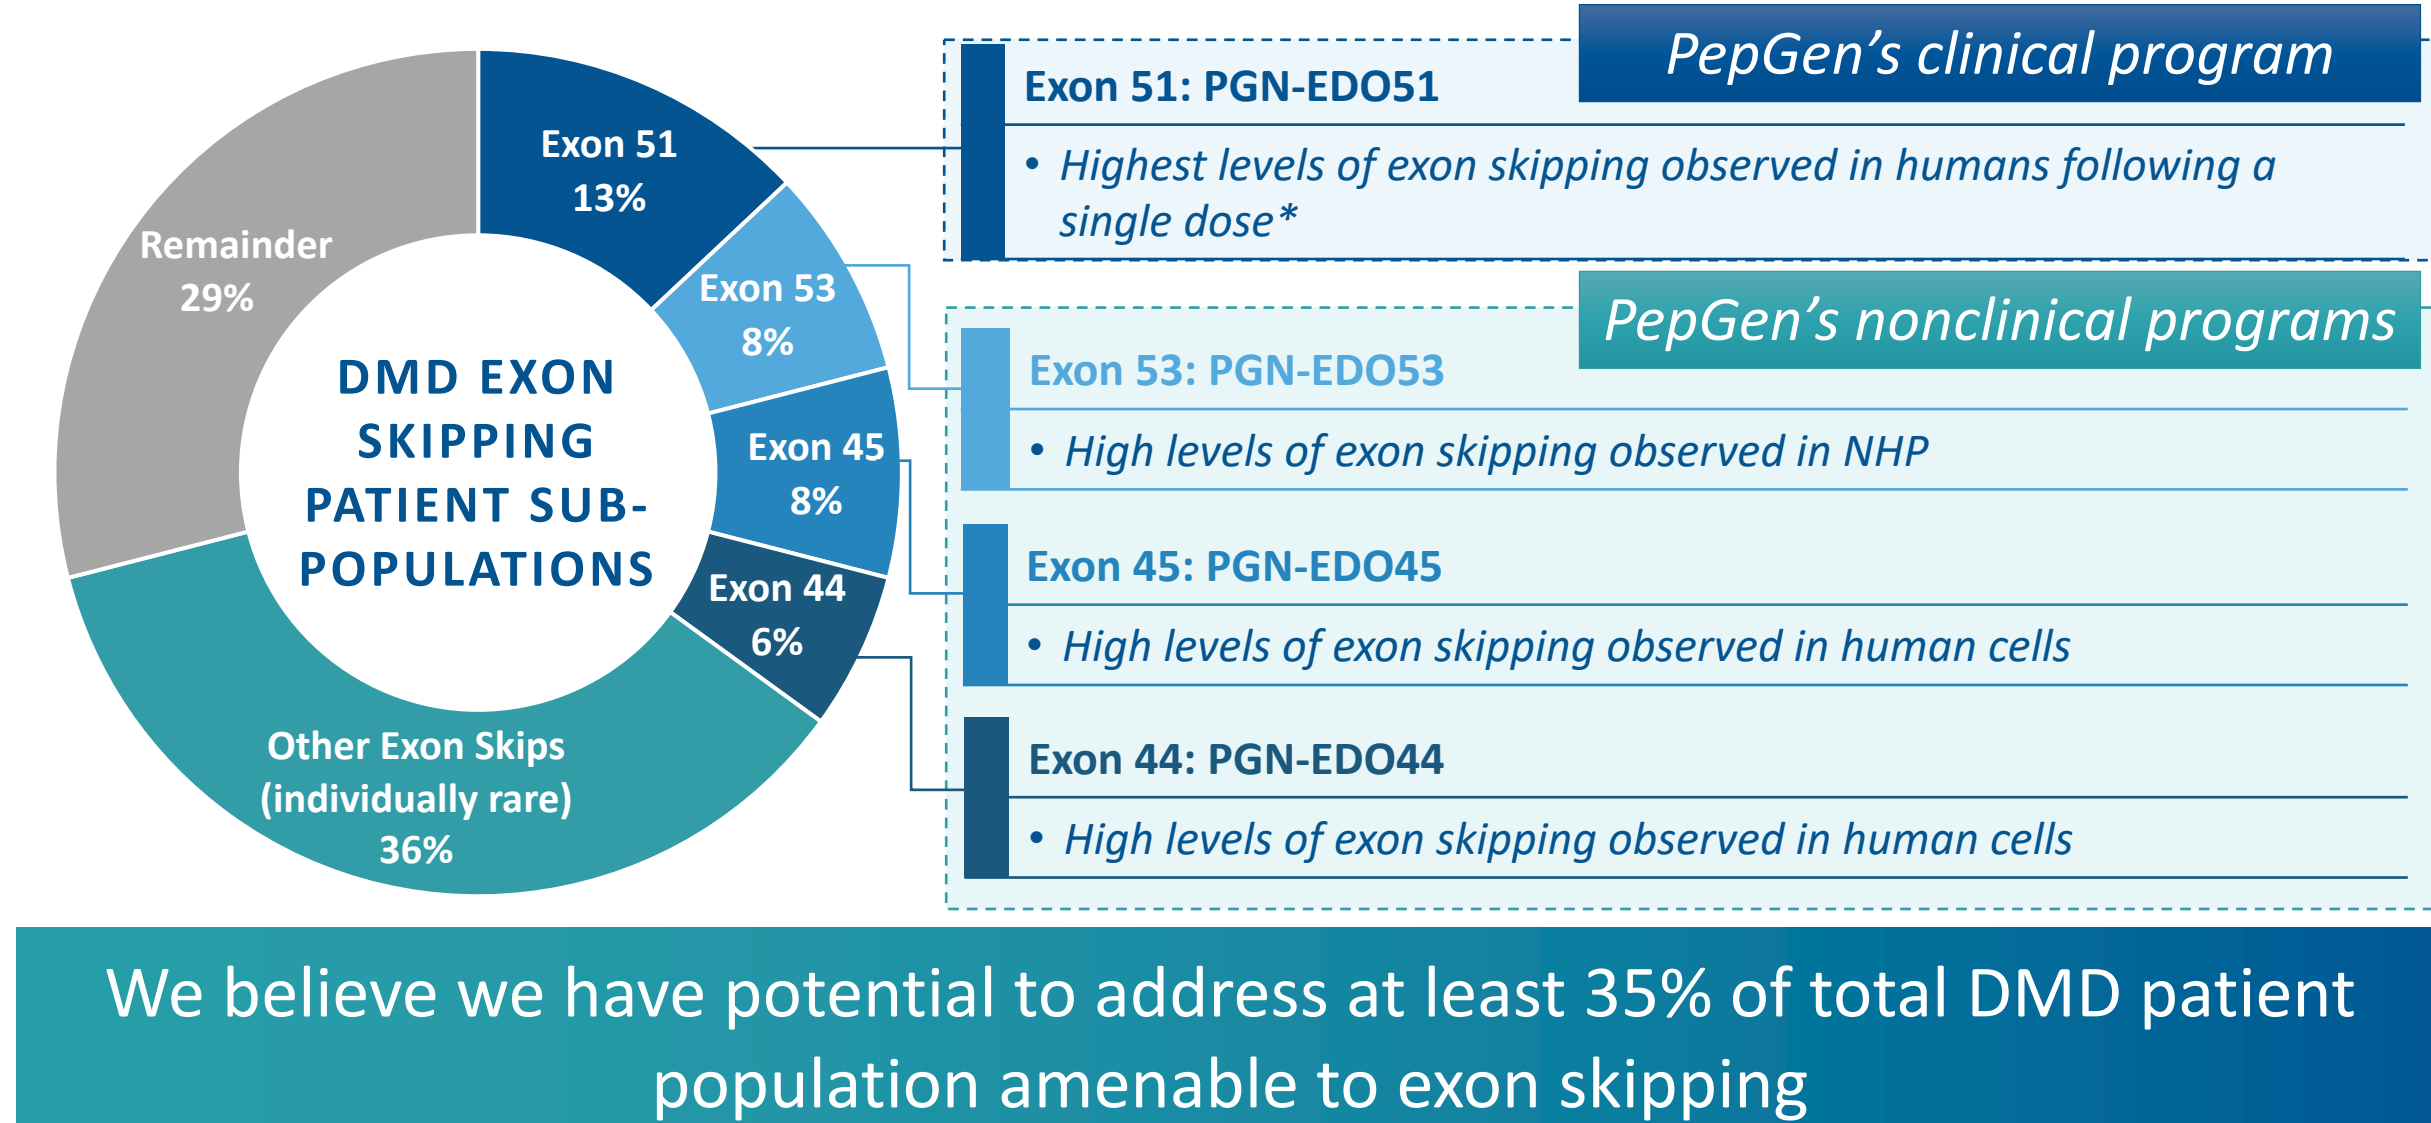 Exon 51
13%
Exon 53
8%
Exon 45
8%
Exon 44
6%
Other Exon Skips
(individually rare)
36%
Remainder
29%
DMD EXON
SKIPPING
PATIENT SUB-
POPULATIONS
PepGen’s clinical program
Exon 51: PGN-EDO51
• Highest levels of exon skipping observed in humans following a
single dose*
PepGen’s nonclinical programs
Exon 53: PGN-EDO53
• High levels of exon skipping observed in NHP
Exon 45: PGN-EDO45
• High levels of exon skipping observed in human cells
Exon 44: PGN-EDO44
• High levels of exon skipping observed in human cells
We believe we have potential to address at least 35% of total DMD patient
population amenable to exon skipping